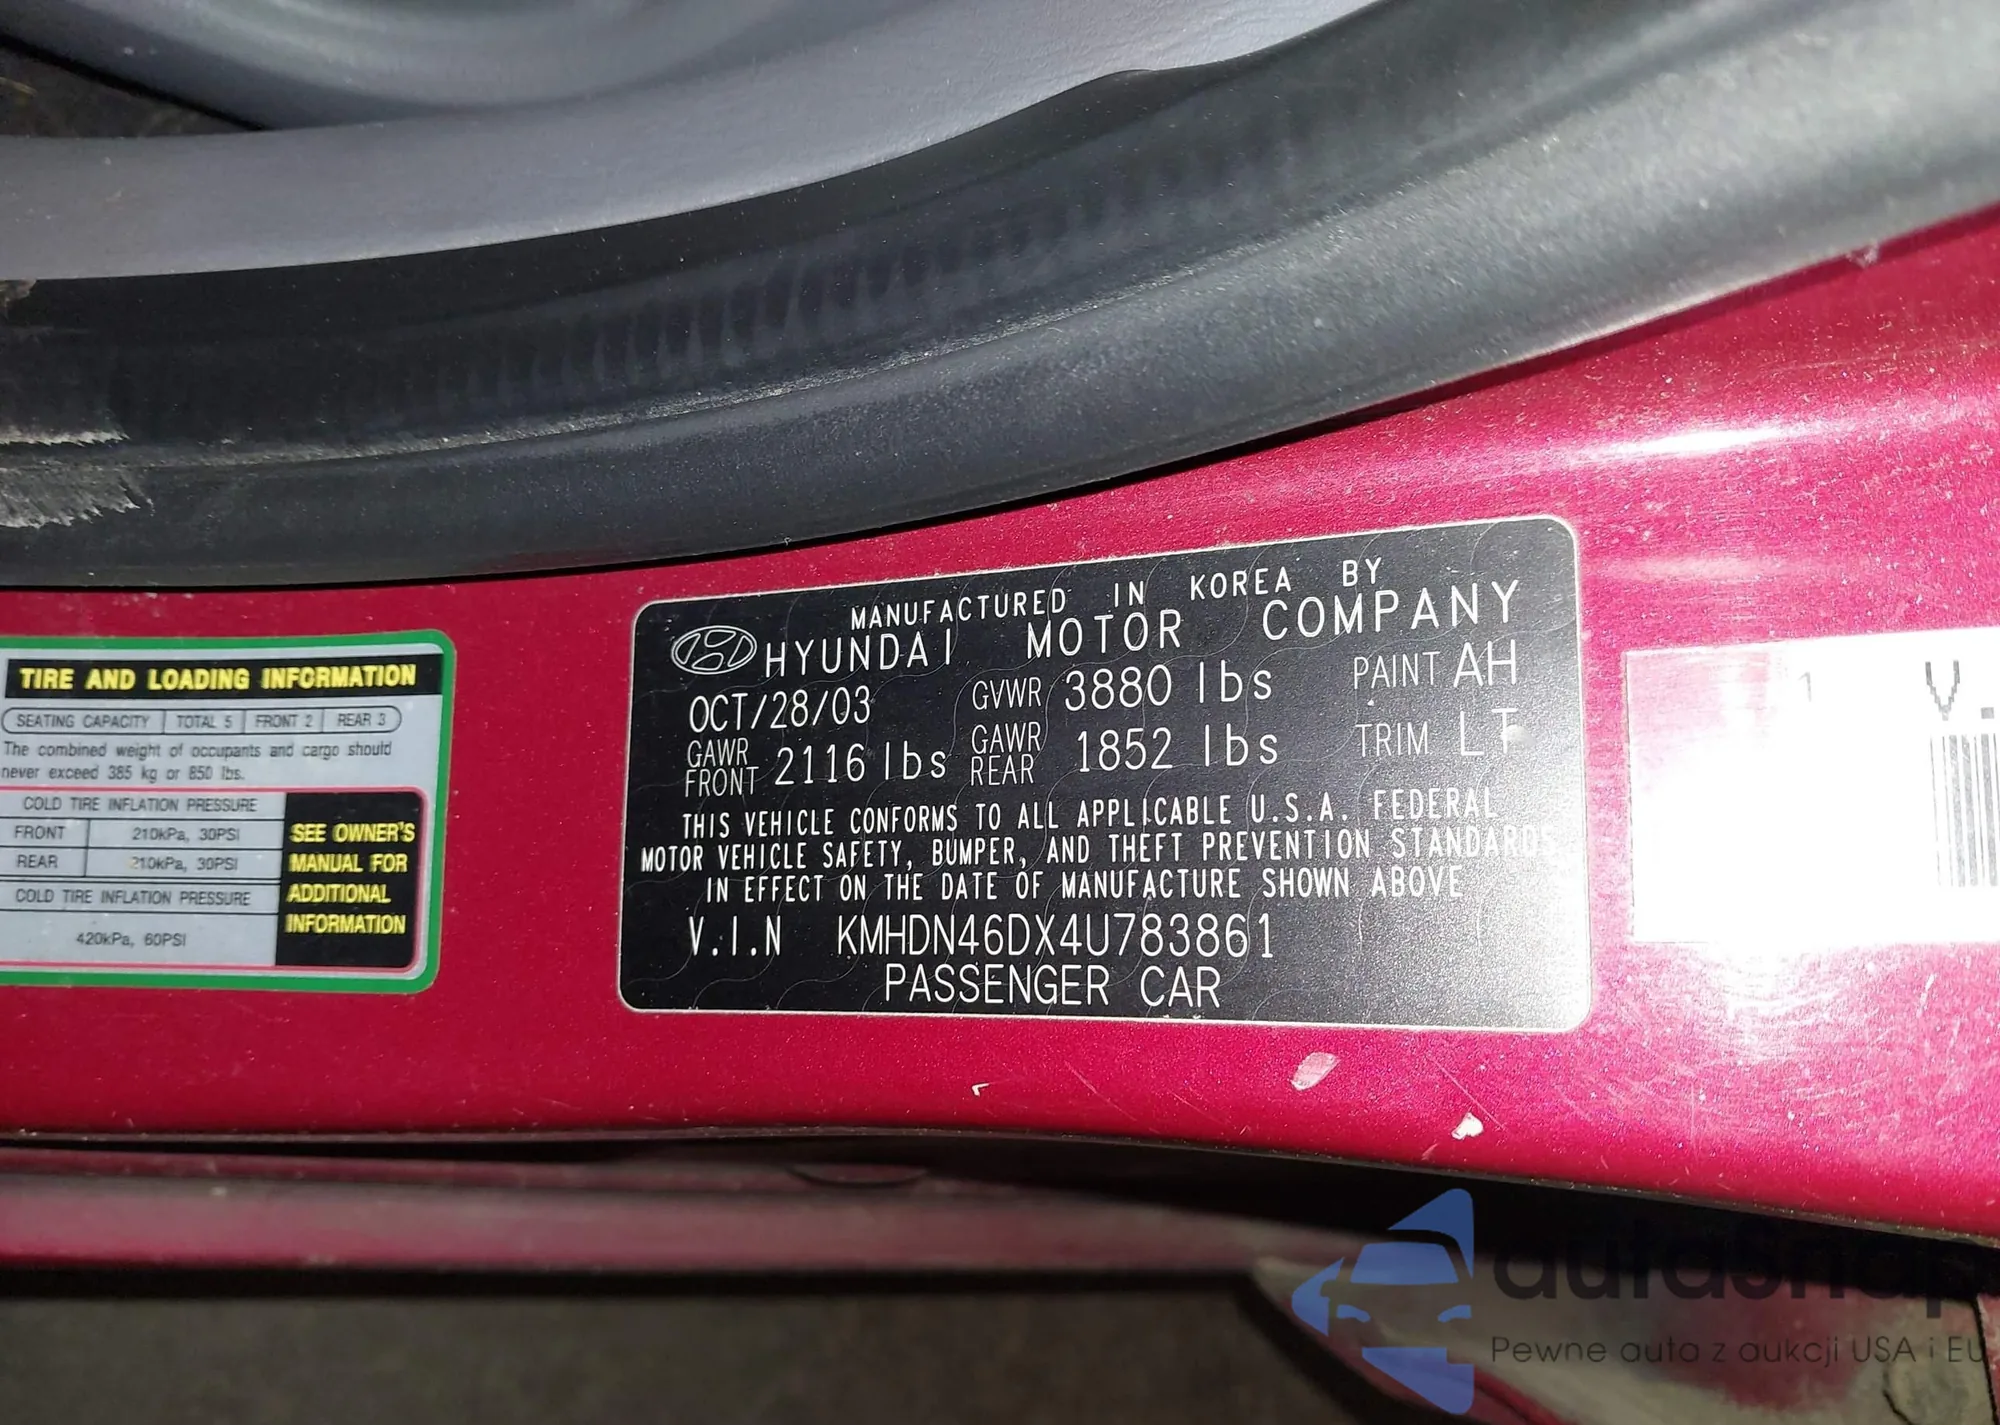 MANUFACTURED IN KOREA BY
HYUNDAI MOTOR COMPANY
OCT/28/03 GVWR 3880 lbs PAINT AH
GAWR FRONT 2116 lbs GAWR REAR 1852 lbs TRIM LT
THIS VEHICLE CONFORMS TO ALL APPLICABLE U.S.A. FEDERAL
MOTOR VEHICLE SAFETY, BUMPER, AND THEFT PREVENTION STANDARDS
IN EFFECT ON THE DATE OF MANUFACTURE SHOWN ABOVE
V.I.N KMHDN46DX4U783861
PASSENGER CAR
TIRE AND LOADING INFORMATION
SEATING CAPACITY TOTAL 5 FRONT 2 REAR 3
The combined weight of occupants and cargo should
never exceed 385 kg or 850 lbs.
COLD TIRE INFLATION PRESSURE
FRONT 210kPa, 30PSI
REAR 210kPa, 30PSI
COLD TIRE INFLATION PRESSURE
420kPa, 60PSI
SEE OWNER'S
MANUAL FOR
ADDITIONAL
INFORMATION
V.
autasnap
Pewne auta z aukcji USA i EU